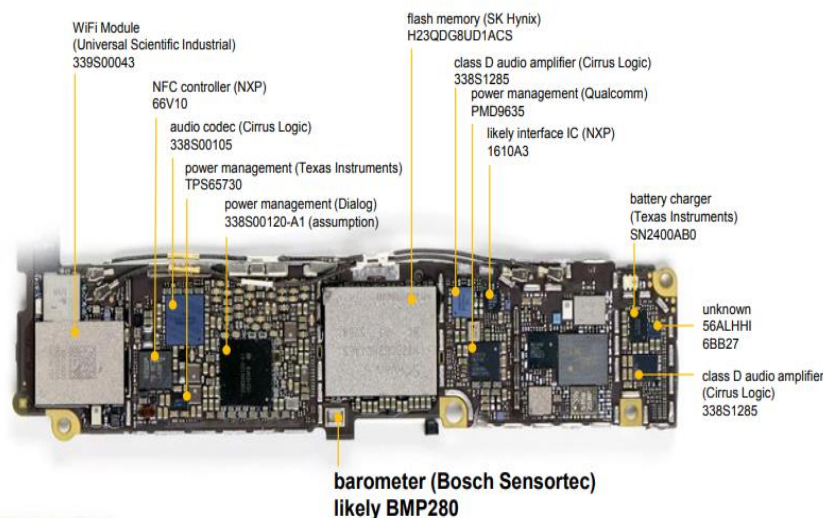 WiFi Module
(Universal Scientific Industrial)
339S00043
NFC controller (NXP)
66V10
audio codec (Cirrus Logic)
338S00105
power management (Texas Instruments)
TPS65730
power management (Dialog)
338S00120-A1 (assumption)
flash memory (SK Hynix)
H23QDG8UD1ACS
class D audio amplifier (Cirrus Logic)
338S1285
power management (Qualcomm)
PMD9635
likely interface IC (NXP)
1610A3
battery charger
(Texas Instruments)
SN2400AB0
unknown
56ALHHI
6BB27
class D audio amplifier
(Cirrus Logic)
338S1285
barometer (Bosch Sensortec)
likely BMP280